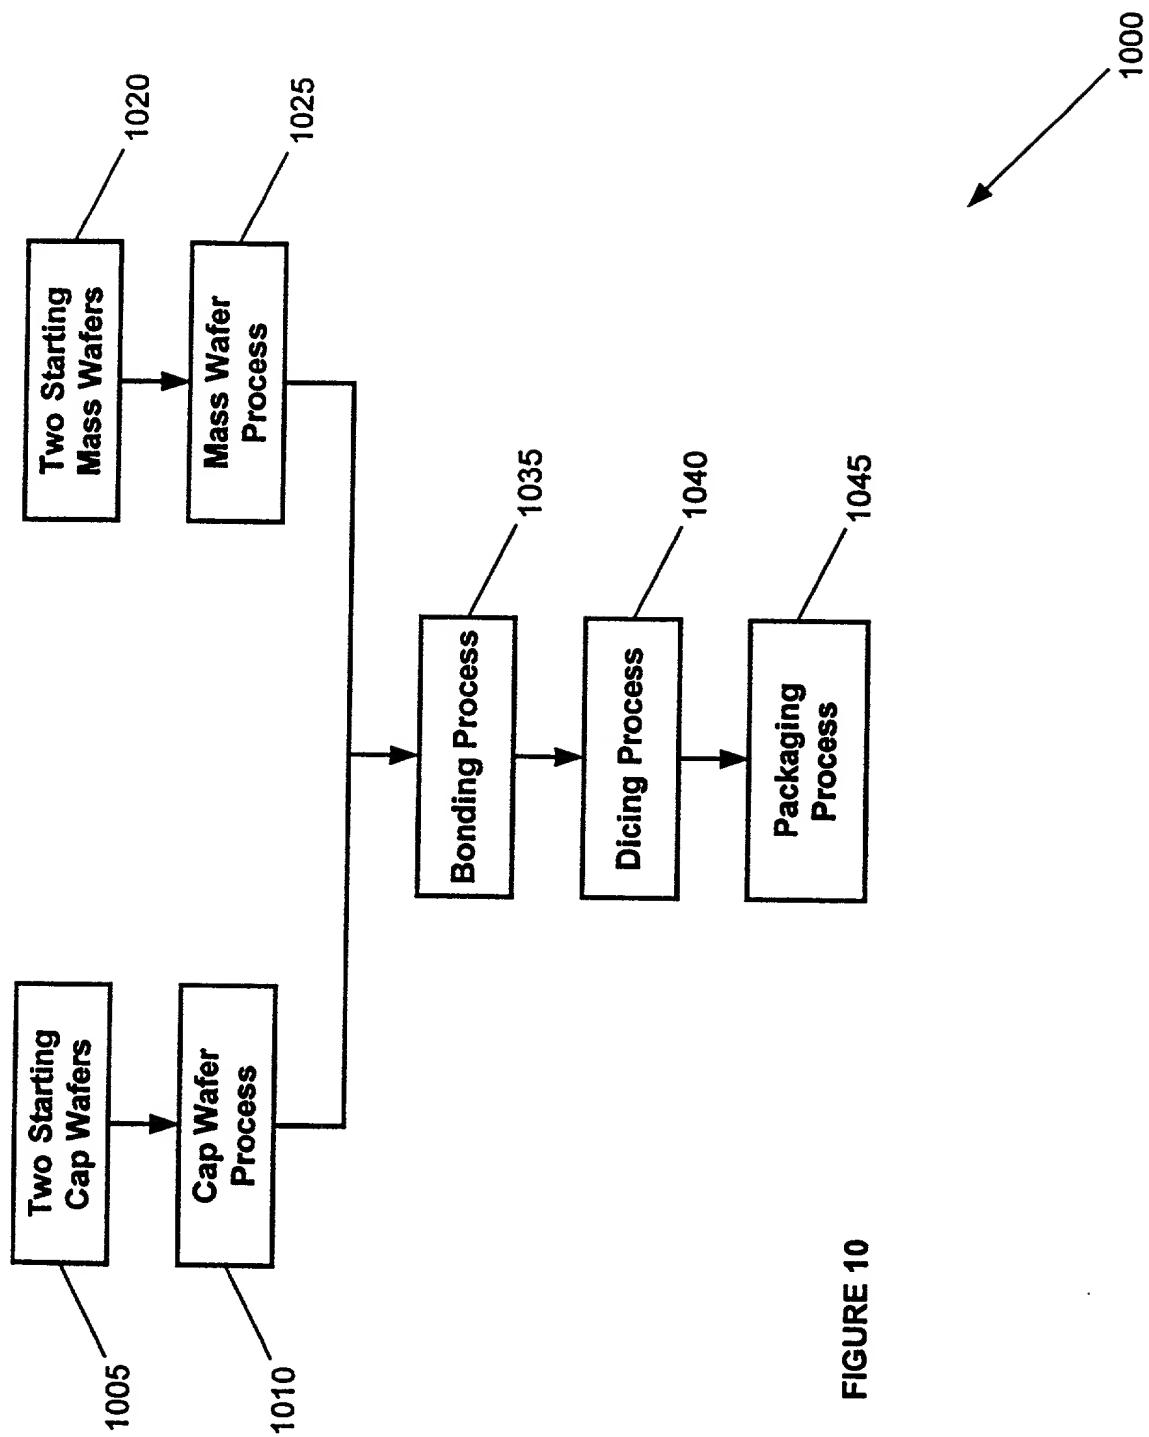 1005
Two Starting
Cap Wafers
1010
Cap Wafer
Process
Two Starting
Mass Wafers
1020
Mass Wafer
Process
1025
Bonding Process
1035
Dicing Process
1040
Packaging
Process
1045
FIGURE 10
1000